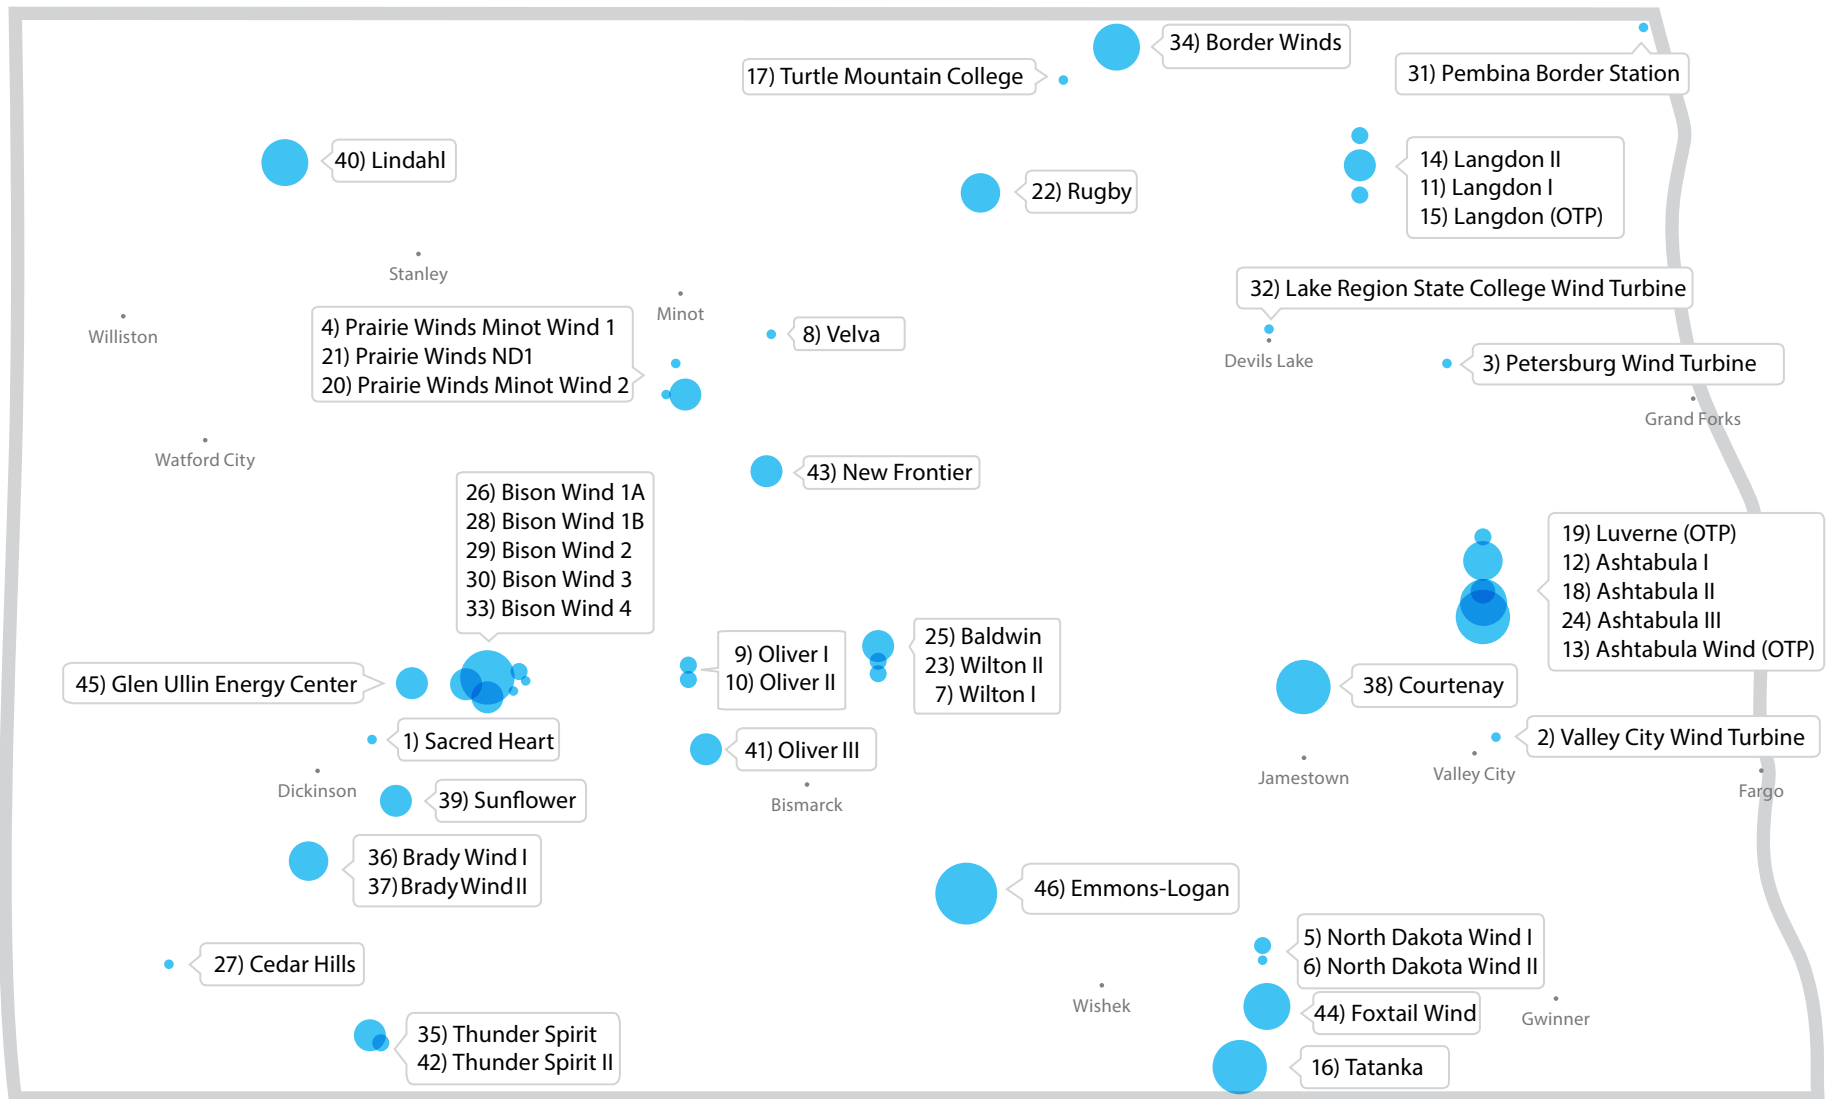 34) Border Winds
17) Turtle Mountain College
31) Pembina Border Station
40) Lindahl
14) Langdon II
11) Langdon I
15) Langdon (OTP)
22) Rugby
Stanley
32) Lake Region State College Wind Turbine
Minot
Williston
4) Prairie Winds Minot Wind 1
21) Prairie Winds ND1
20) Prairie Winds Minot Wind 2
8) Velva
Devils Lake
3) Petersburg Wind Turbine
Grand Forks
Watford City
43) New Frontier
26) Bison Wind 1A
28) Bison Wind 1B
29) Bison Wind 2
30) Bison Wind 3
33) Bison Wind 4
19) Luverne (OTP)
12) Ashtabula I
18) Ashtabula II
24) Ashtabula III
13) Ashtabula Wind (OTP)
9) Oliver I
10) Oliver II
25) Baldwin
23) Wilton II
7) Wilton I
45) Glen Ullin Energy Center
38) Courtenay
1) Sacred Heart
41) Oliver III
2) Valley City Wind Turbine
Jamestown
Valley City
Dickinson
Bismarck
Fargo
39) Sunflower
36) Brady Wind I
37) Brady Wind II
46) Emmons-Logan
27) Cedar Hills
5) North Dakota Wind I
6) North Dakota Wind II
Wishek
44) Foxtail Wind
Gwinner
35) Thunder Spirit
42) Thunder Spirit II
16) Tatanka